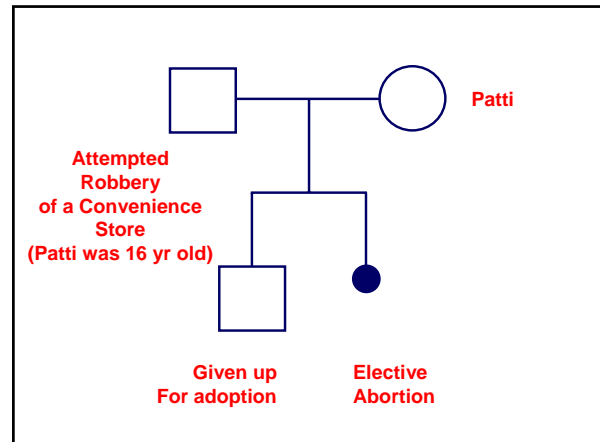 Patti
Attempted
Robbery
of a Convenience
Store
(Patti was 16 yr old)
Given up
For adoption
Elective
Abortion